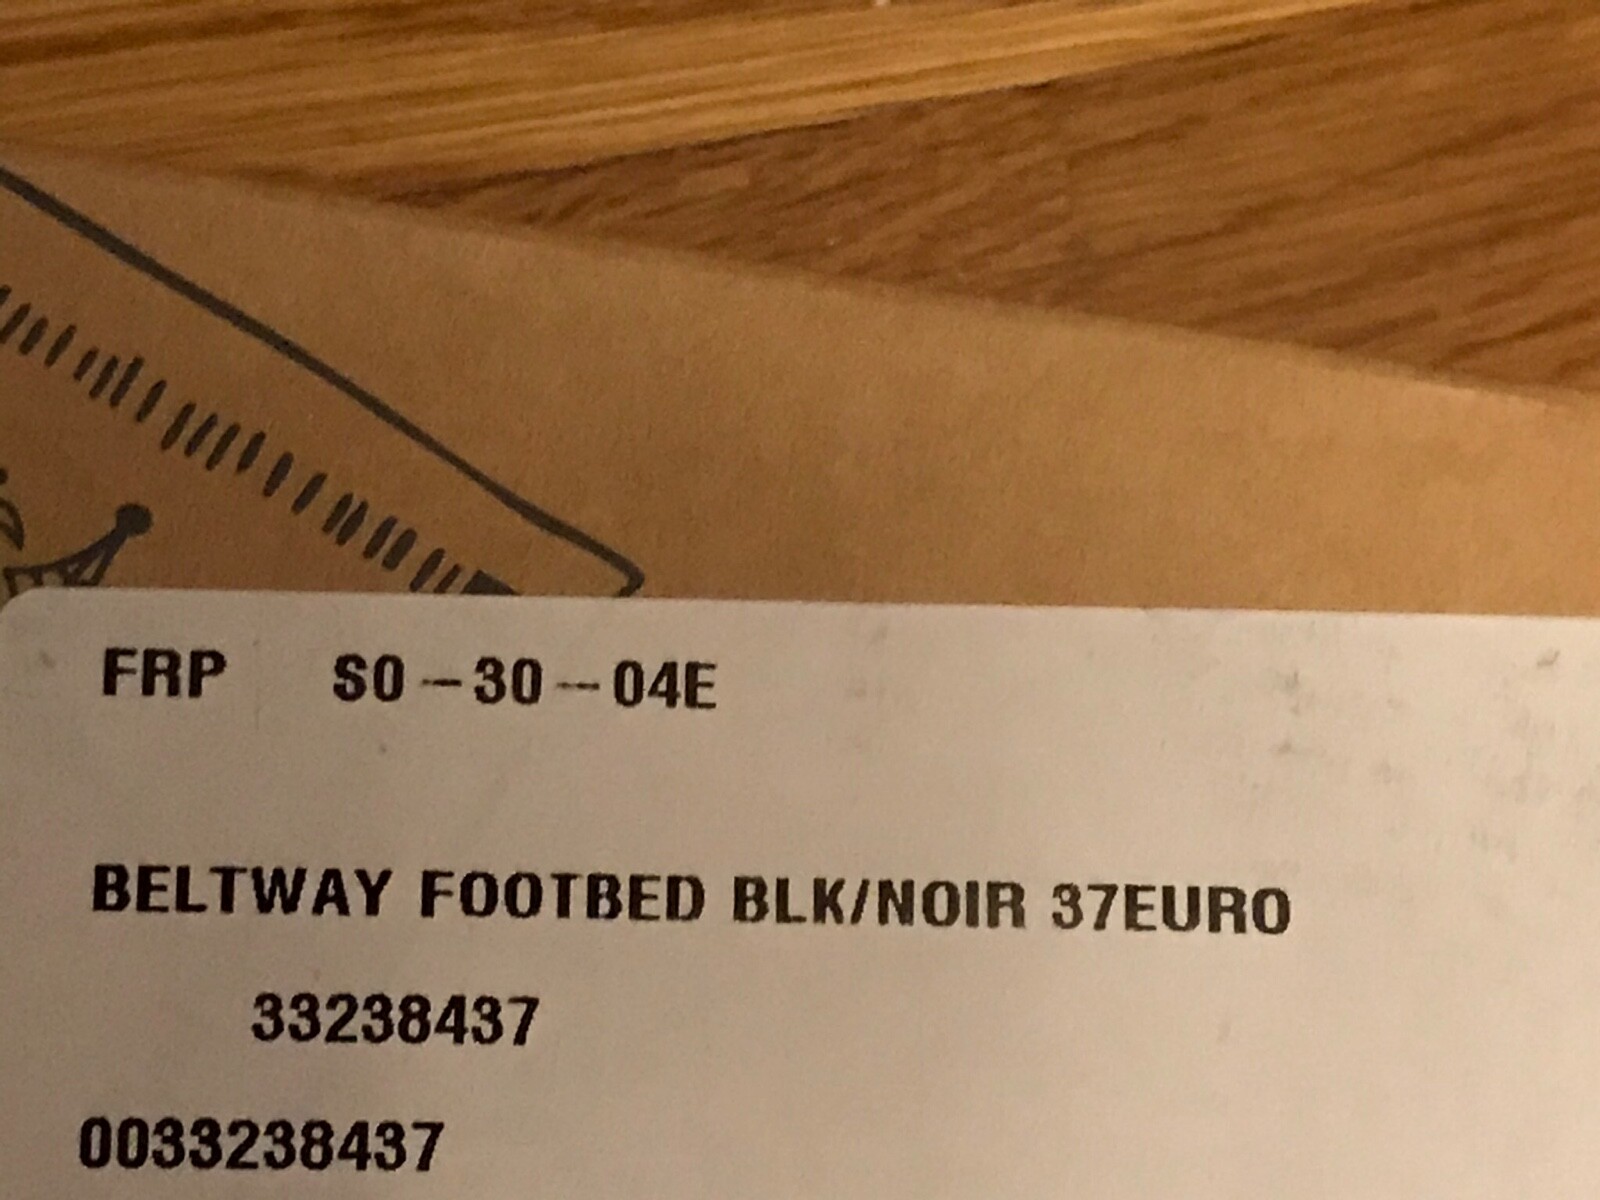 FRP S0-30--04E
BELTWAY FOOTBED BLK/NOIR 37EURO
33238437
0033238437